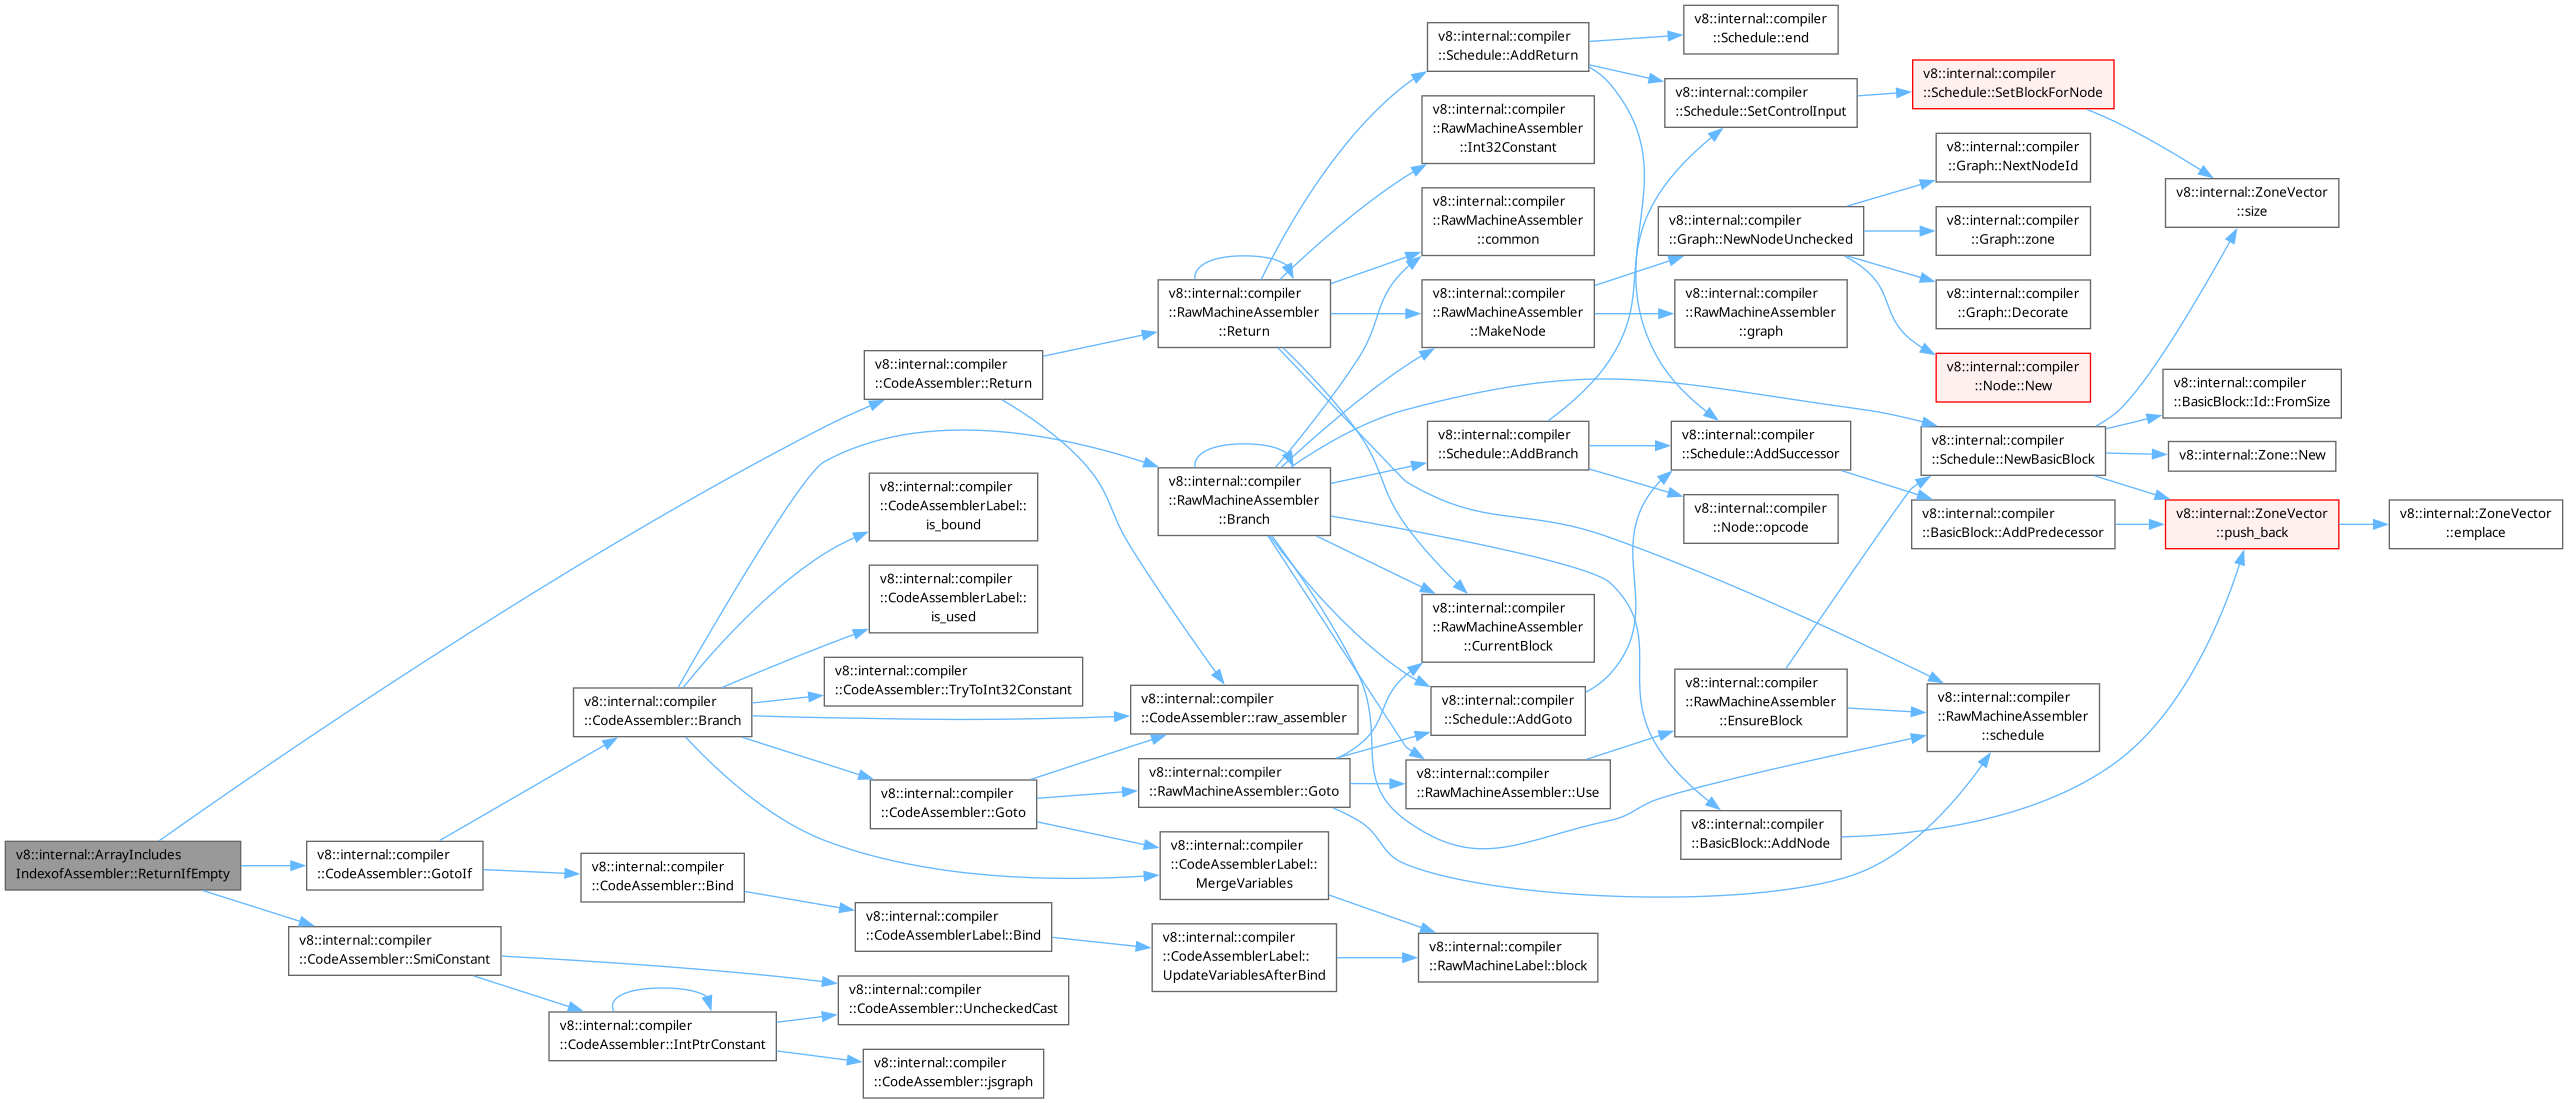 v8::internal::ArrayIncludes
IndexofAssembler::ReturnIfEmpty
v8::internal::compiler
::CodeAssembler::GotoIf
v8::internal::compiler
::CodeAssembler::SmiConstant
v8::internal::compiler
::CodeAssembler::Branch
v8::internal::compiler
::CodeAssembler::Bind
v8::internal::compiler
::CodeAssembler::IntPtrConstant
v8::internal::compiler
::CodeAssembler::Return
v8::internal::compiler
::CodeAssemblerLabel::
is_bound
v8::internal::compiler
::CodeAssemblerLabel::
is_used
v8::internal::compiler
::CodeAssembler::TryToInt32Constant
v8::internal::compiler
::CodeAssembler::Goto
v8::internal::compiler
::CodeAssemblerLabel::Bind
v8::internal::compiler
::CodeAssembler::UncheckedCast
v8::internal::compiler
::CodeAssembler::jsgraph
v8::internal::compiler
::RawMachineAssembler
::Return
v8::internal::compiler
::RawMachineAssembler
::Branch
v8::internal::compiler
::CodeAssembler::raw_assembler
v8::internal::compiler
::RawMachineAssembler::Goto
v8::internal::compiler
::CodeAssemblerLabel::
MergeVariables
v8::internal::compiler
::CodeAssemblerLabel::
UpdateVariablesAfterBind
v8::internal::compiler
::Schedule::AddReturn
v8::internal::compiler
::RawMachineAssembler
::Int32Constant
v8::internal::compiler
::RawMachineAssembler
::common
v8::internal::compiler
::RawMachineAssembler
::MakeNode
v8::internal::compiler
::Schedule::AddBranch
v8::internal::compiler
::RawMachineAssembler
::CurrentBlock
v8::internal::compiler
::Schedule::AddGoto
v8::internal::compiler
::RawMachineAssembler::Use
v8::internal::compiler
::RawMachineLabel::block
v8::internal::compiler
::Schedule::end
v8::internal::compiler
::Schedule::SetControlInput
v8::internal::compiler
::Graph::NewNodeUnchecked
v8::internal::compiler
::RawMachineAssembler
::graph
v8::internal::compiler
::Schedule::AddSuccessor
v8::internal::compiler
::Node::opcode
v8::internal::compiler
::RawMachineAssembler
::EnsureBlock
v8::internal::compiler
::BasicBlock::AddNode
v8::internal::compiler
::Schedule::SetBlockForNode
v8::internal::compiler
::Graph::NextNodeId
v8::internal::compiler
::Graph::zone
v8::internal::compiler
::Graph::Decorate
v8::internal::compiler
::Node::New
v8::internal::compiler
::Schedule::NewBasicBlock
v8::internal::compiler
::BasicBlock::AddPredecessor
v8::internal::compiler
::RawMachineAssembler
::schedule
v8::internal::ZoneVector
::size
v8::internal::compiler
::BasicBlock::Id::FromSize
v8::internal::Zone::New
v8::internal::ZoneVector
::push_back
v8::internal::ZoneVector
::emplace